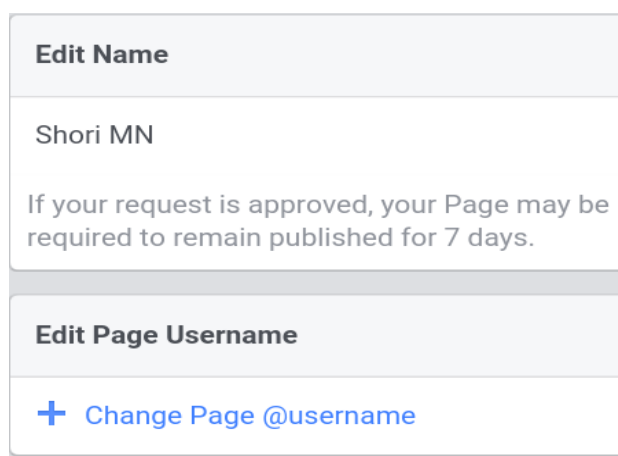 Edit Name
Shori MN
If your request is approved, your Page may be
required to remain published for 7 days.
Edit Page Username
+ Change Page @username